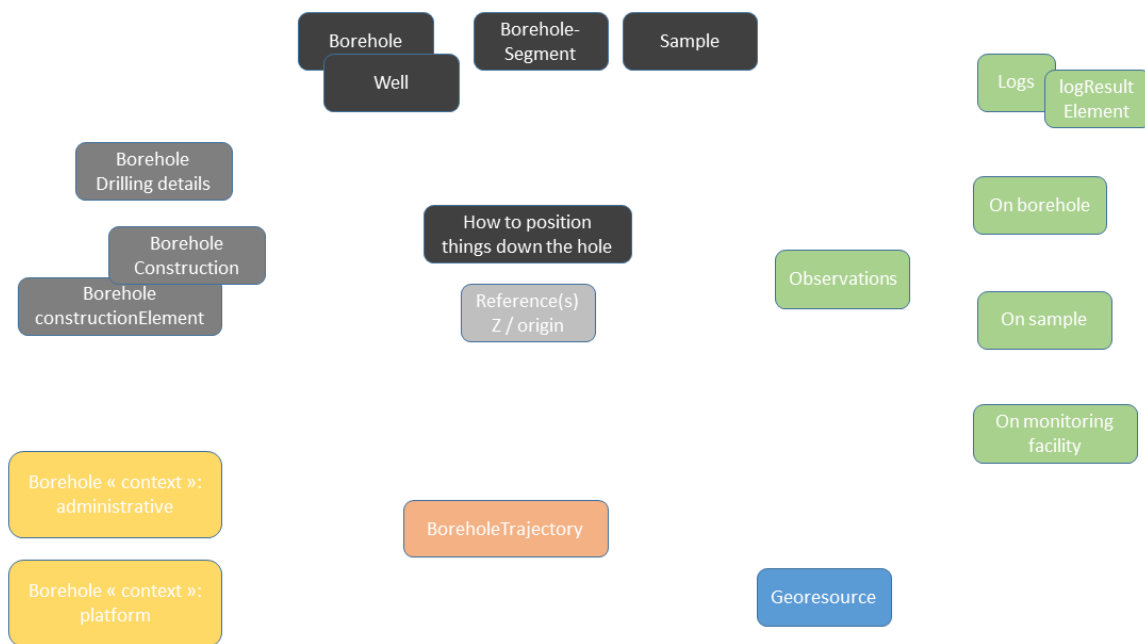 Borehole
Well
Borehole-
Segment
Sample
Logs
logResult
Element
Borehole
Drilling details
On borehole
How to position
things down the hole
Borehole
Construction
Borehole
constructionElement
Observations
Reference(s)
Z / origin
On sample
On monitoring
facility
Borehole « context »:
administrative
BoreholeTrajectory
Borehole « context »:
platform
Georesource